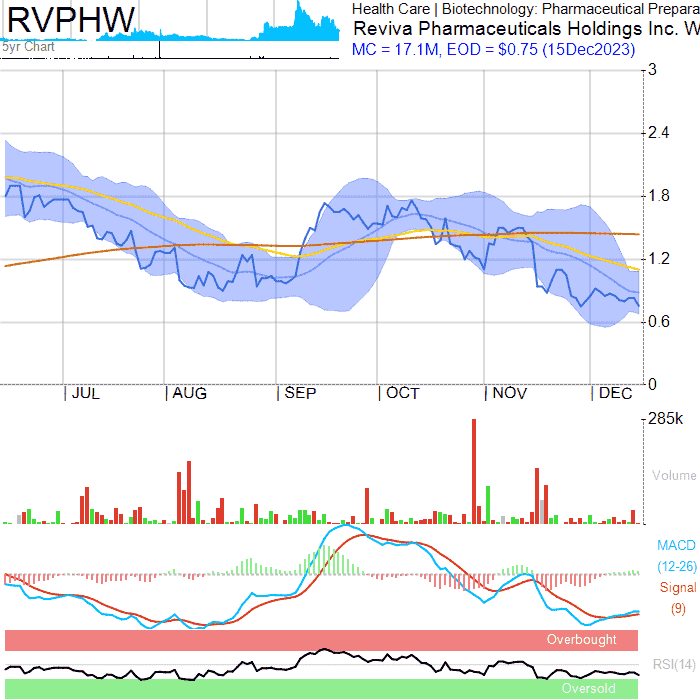 RVPHW
5yr Chart
Health Care | Biotechnology: Pharmaceutical Prepara
Reviva Pharmaceuticals Holdings Inc. W
MC = 17.1M, EOD = $0.75 (15Dec2023)
3
2.4
1.8
1.2
0.6
0
JUL
AUG
SEP
OCT
NOV
DEC
285k
Volume
MACD
(12-26)
Signal
(9)
Overbought
RSI(14)
Oversold